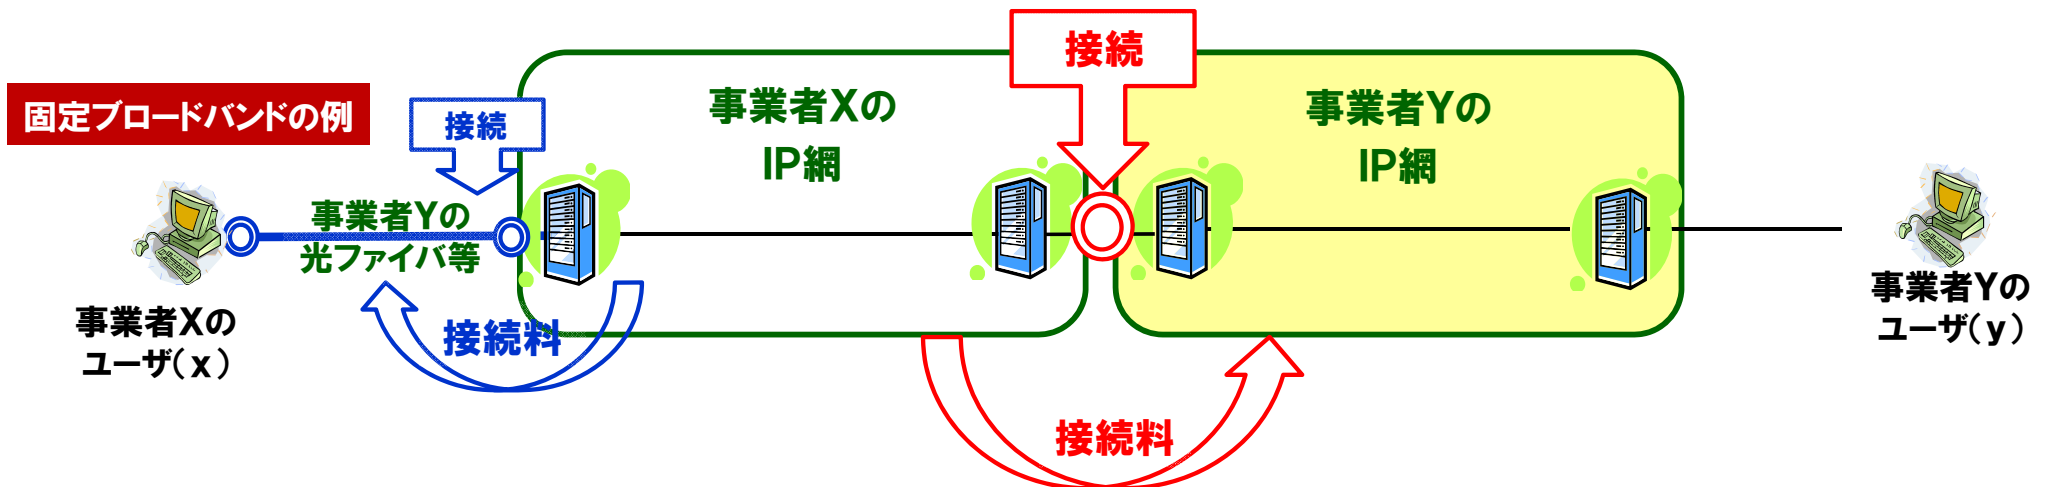 固定ブロードバンドの例
接続
接続
事業者Xの
IP網
事業者Yの
IP網
事業者Yの
光ファイバ等
事業者Xの
ユーザ(x)
事業者Yの
ユーザ(y)
接続料
接続料